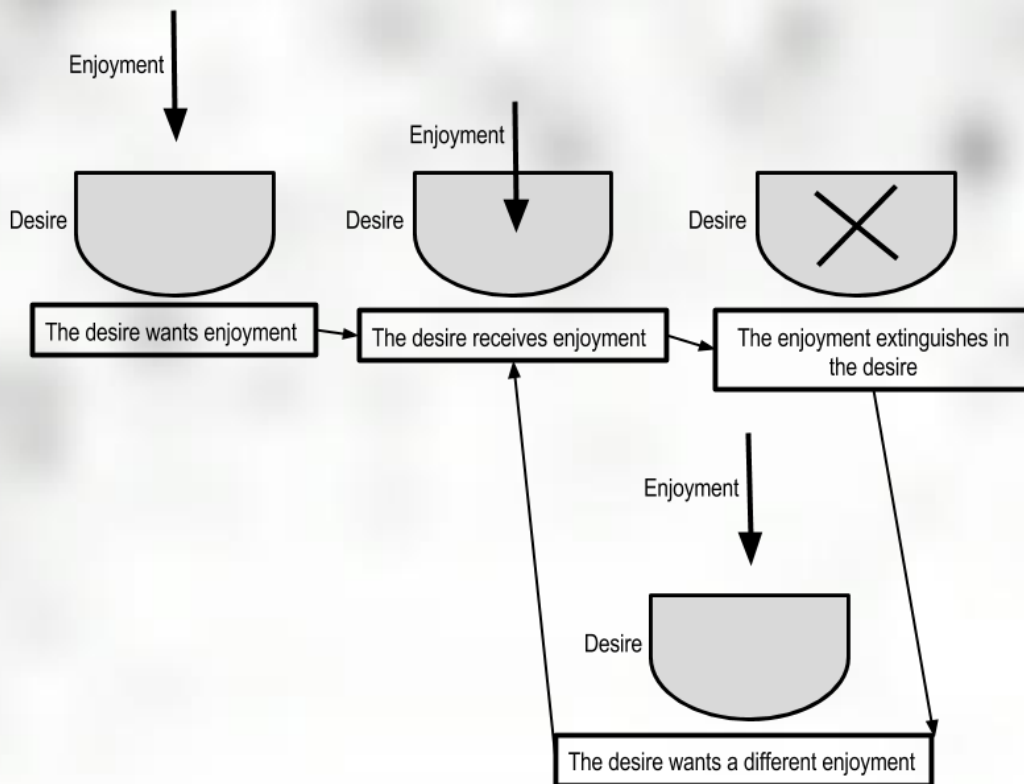 Enjoyment
Desire
The desire wants enjoyment
Enjoyment
Desire
The desire receives enjoyment
Desire
The enjoyment extinguishes in
the desire
Enjoyment
Desire
The desire wants a different enjoyment